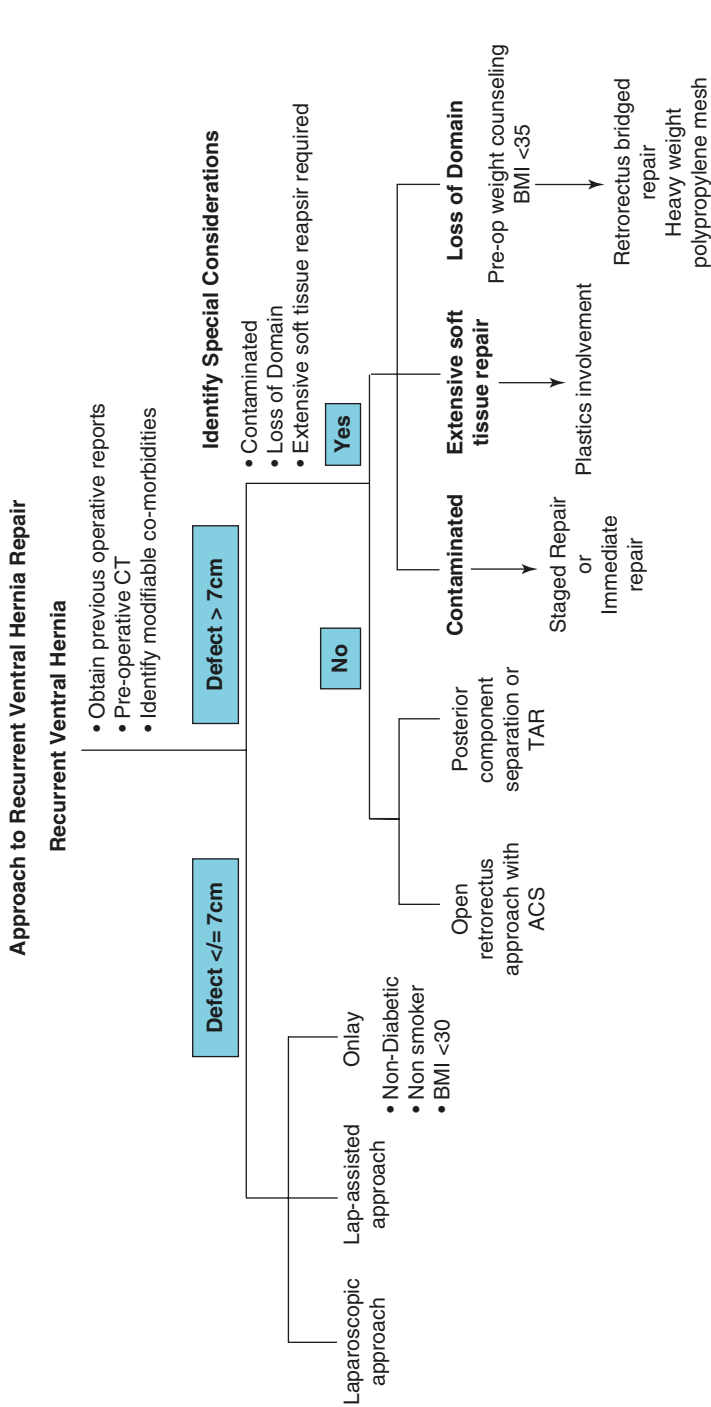 Approach to Recurrent Ventral Hernia Repair
Recurrent Ventral Hernia
• Obtain previous operative reports
• Pre-operative CT
• Identify modifiable co-morbidities
Defect </= 7cm
Defect > 7cm
Laparoscopic
approach
Lap-assisted
approach
Onlay
• Non-Diabetic
• Non smoker
• BMI <30
Identify Special Considerations
• Contaminated
• Loss of Domain
• Extensive soft tissue reapsir required
No
Yes
Open
retrorectus
approach with
ACS
Posterior
component
separation or
TAR
Contaminated
Staged Repair
or
Immediate
repair
Extensive soft
tissue repair
Plastics involvement
Loss of Domain
Pre-op weight counseling
BMI <35
Retrorectus bridged
repair
Heavy weight
polypropylene mesh